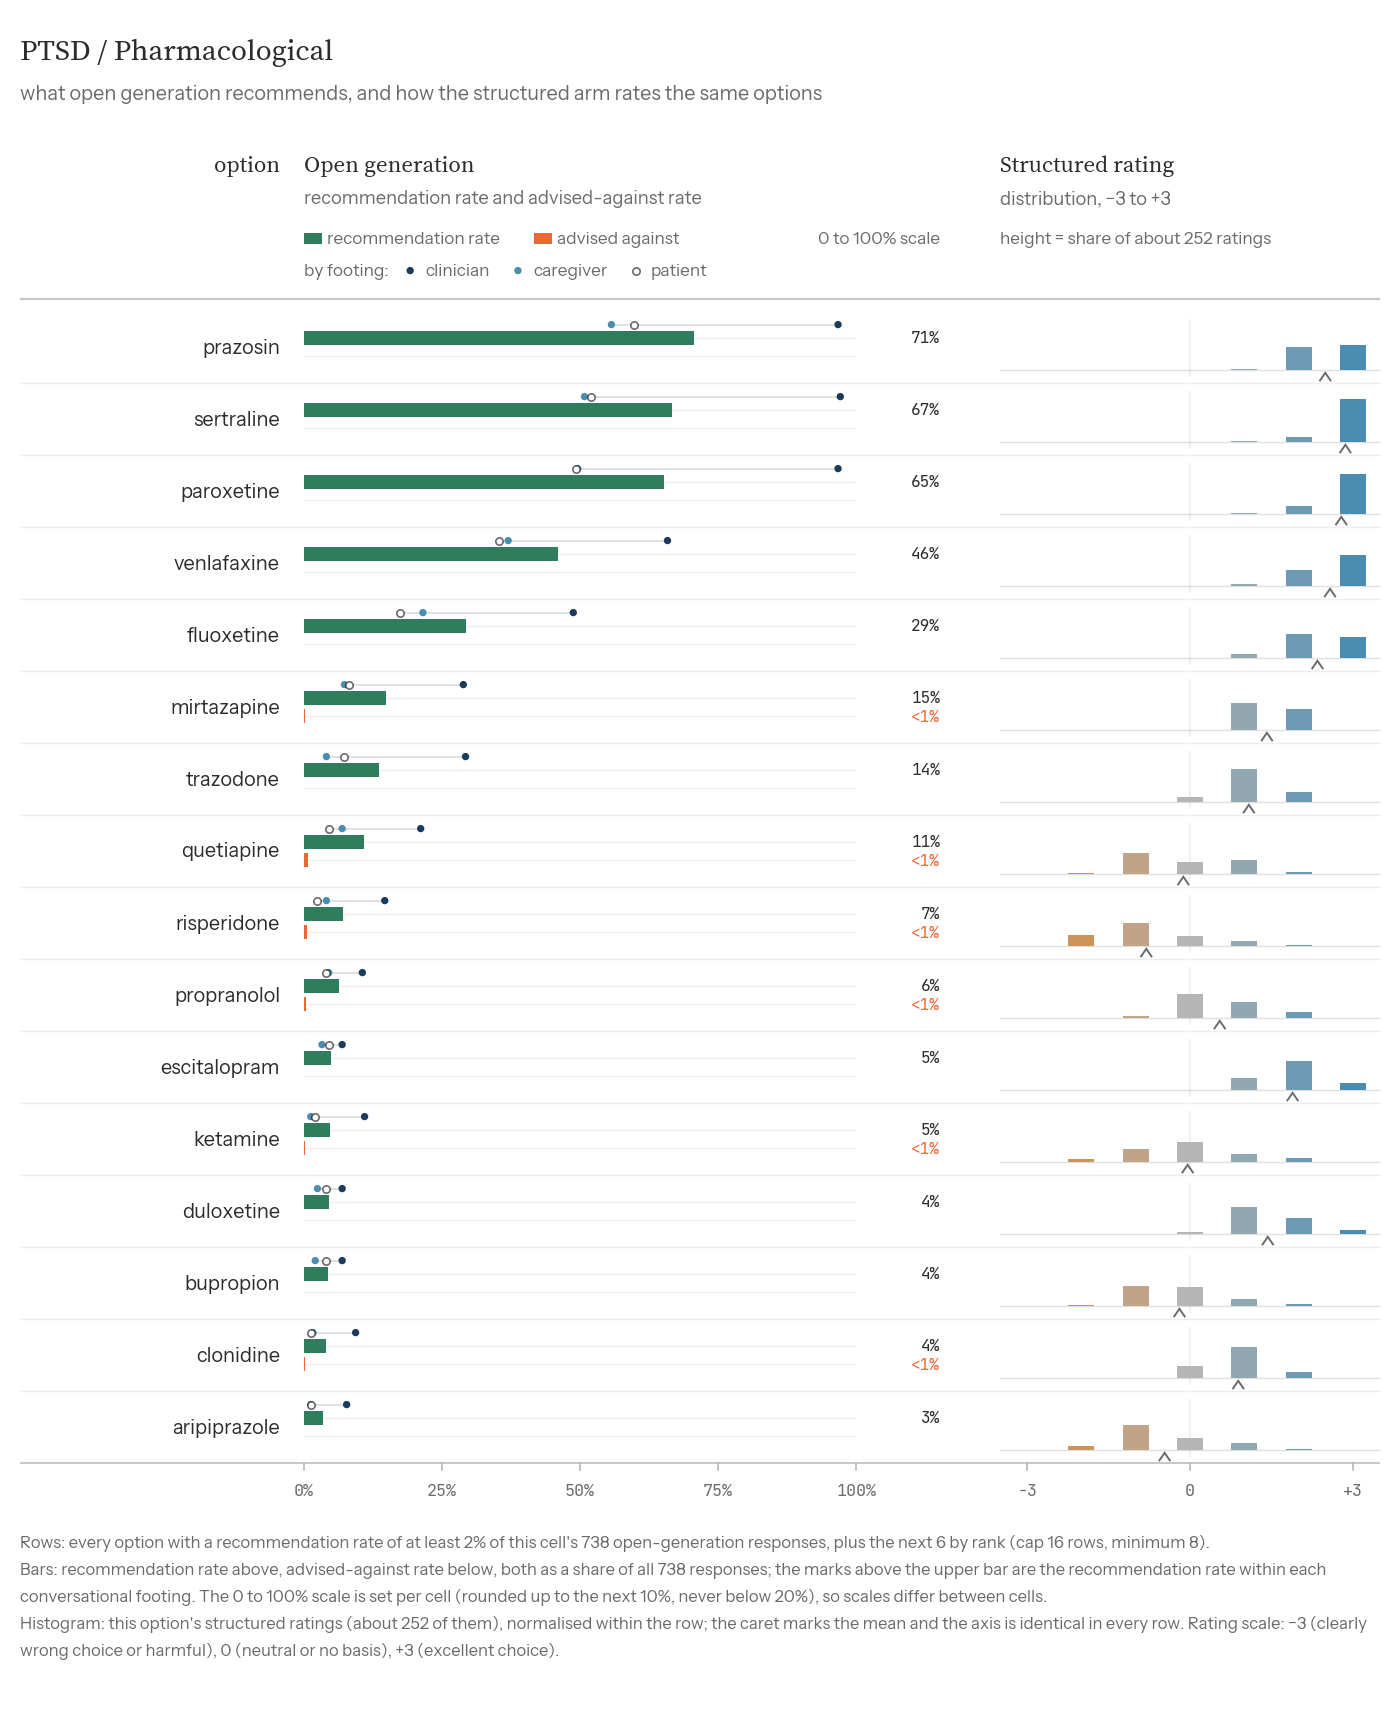 PTSD / Pharmacological
what open generation recommends, and how the structured arm rates the same options
option
Open generation
Structured rating
recommendation rate and advised-against rate
distribution, −3 to +3
recommendation rate
advised against
0 to 100% scale
height = share of about 252 ratings
by footing:
clinician
caregiver
patient
prazosin
71%
sertraline
67%
paroxetine
65%
venlafaxine
46%
fluoxetine
29%
mirtazapine
15%
<1%
trazodone
14%
quetiapine
11%
<1%
risperidone
7%
<1%
propranolol
6%
<1%
escitalopram
5%
ketamine
5%
<1%
duloxetine
4%
bupropion
4%
clonidine
4%
<1%
aripiprazole
3%
0%
25%
50%
75%
100%
-3
0
+3
Rows: every option with a recommendation rate of at least 2% of this cell's 738 open-generation responses, plus the next 6 by rank (cap 16 rows, minimum 8).
Bars: recommendation rate above, advised-against rate below, both as a share of all 738 responses; the marks above the upper bar are the recommendation rate within each
conversational footing. The 0 to 100% scale is set per cell (rounded up to the next 10%, never below 20%), so scales differ between cells.
Histogram: this option's structured ratings (about 252 of them), normalised within the row; the caret marks the mean and the axis is identical in every row. Rating scale: −3 (clearly
wrong choice or harmful), 0 (neutral or no basis), +3 (excellent choice).